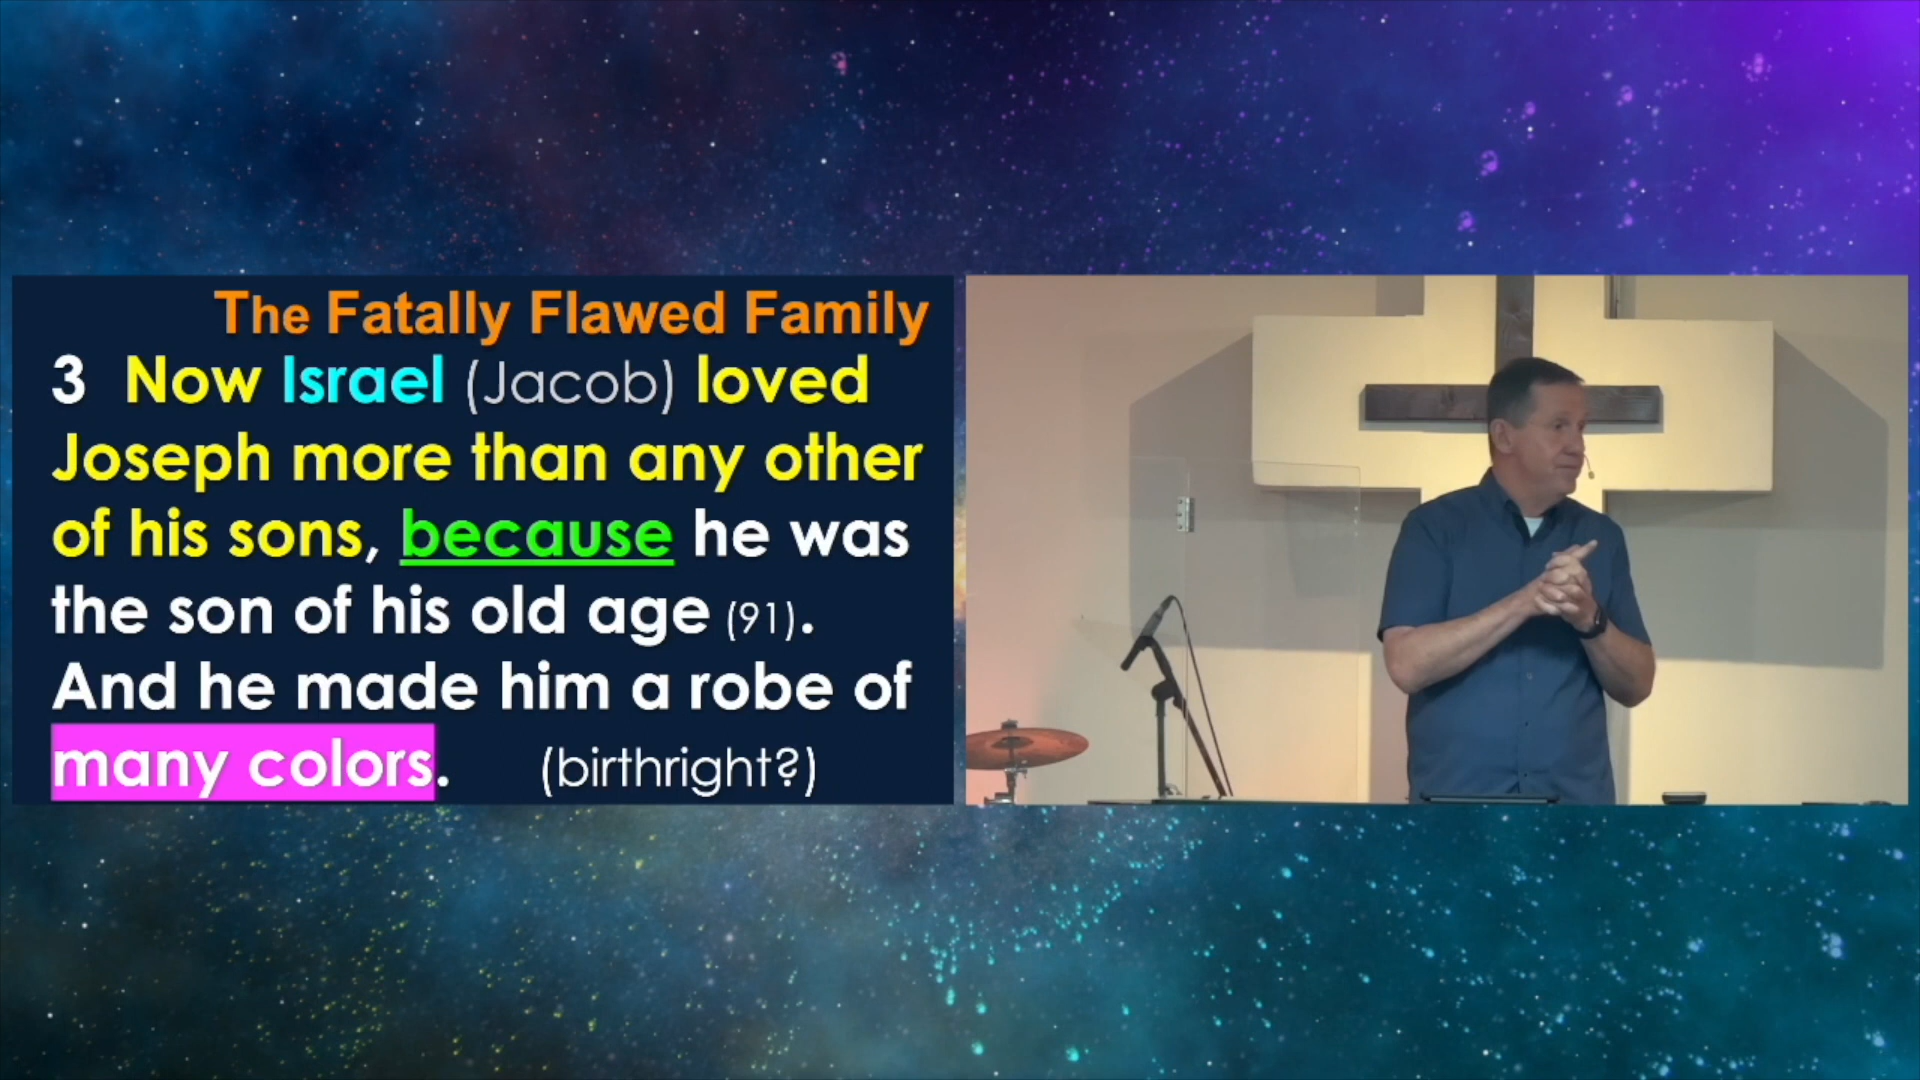 The Fatally Flawed Family
3 Now Israel (Jacob) loved
Joseph more than any other
of his sons, because he was
the son of his old age (91).
And he made him a robe of
many colors. (birthright?)